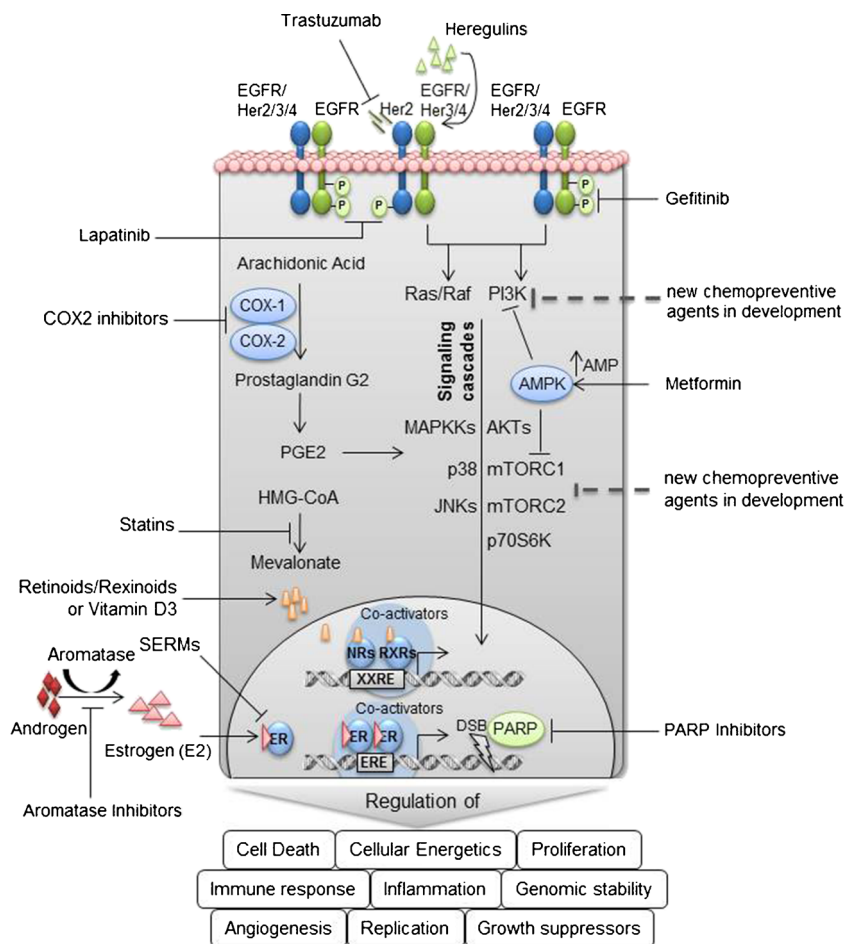 Trastuzumab
Heregulins
EGFR/
Her2/3/4
EGFR
Her2
EGFR/
Her3/4
EGFR/
Her2/3/4
EGFR
P
P
P
P
P
Gefitinib
Lapatinib
Arachidonic Acid
Ras/Raf
PI3K
new chemopreventive
agents in development
COX2 inhibitors
COX-1
COX-2
Signaling
cascades
AMP
AMPK
Metformin
Prostaglandin G2
MAPKKs
AKTs
PGE2
p38
mTORC1
new chemopreventive
agents in development
HMG-CoA
JNKs
mTORC2
Statins
p70S6K
Mevalonate
Retinoids/Rexinoids
or Vitamin D3
Co-activators
NRs
RXRs
XXRE
SERMs
Aromatase
Androgen
Estrogen (E2)
ER
Co-activators
ER
ER
ERE
DSB
PARP
PARP Inhibitors
Aromatase Inhibitors
Regulation of
Cell Death
Cellular Energetics
Proliferation
Immune response
Inflammation
Genomic stability
Angiogenesis
Replication
Growth suppressors